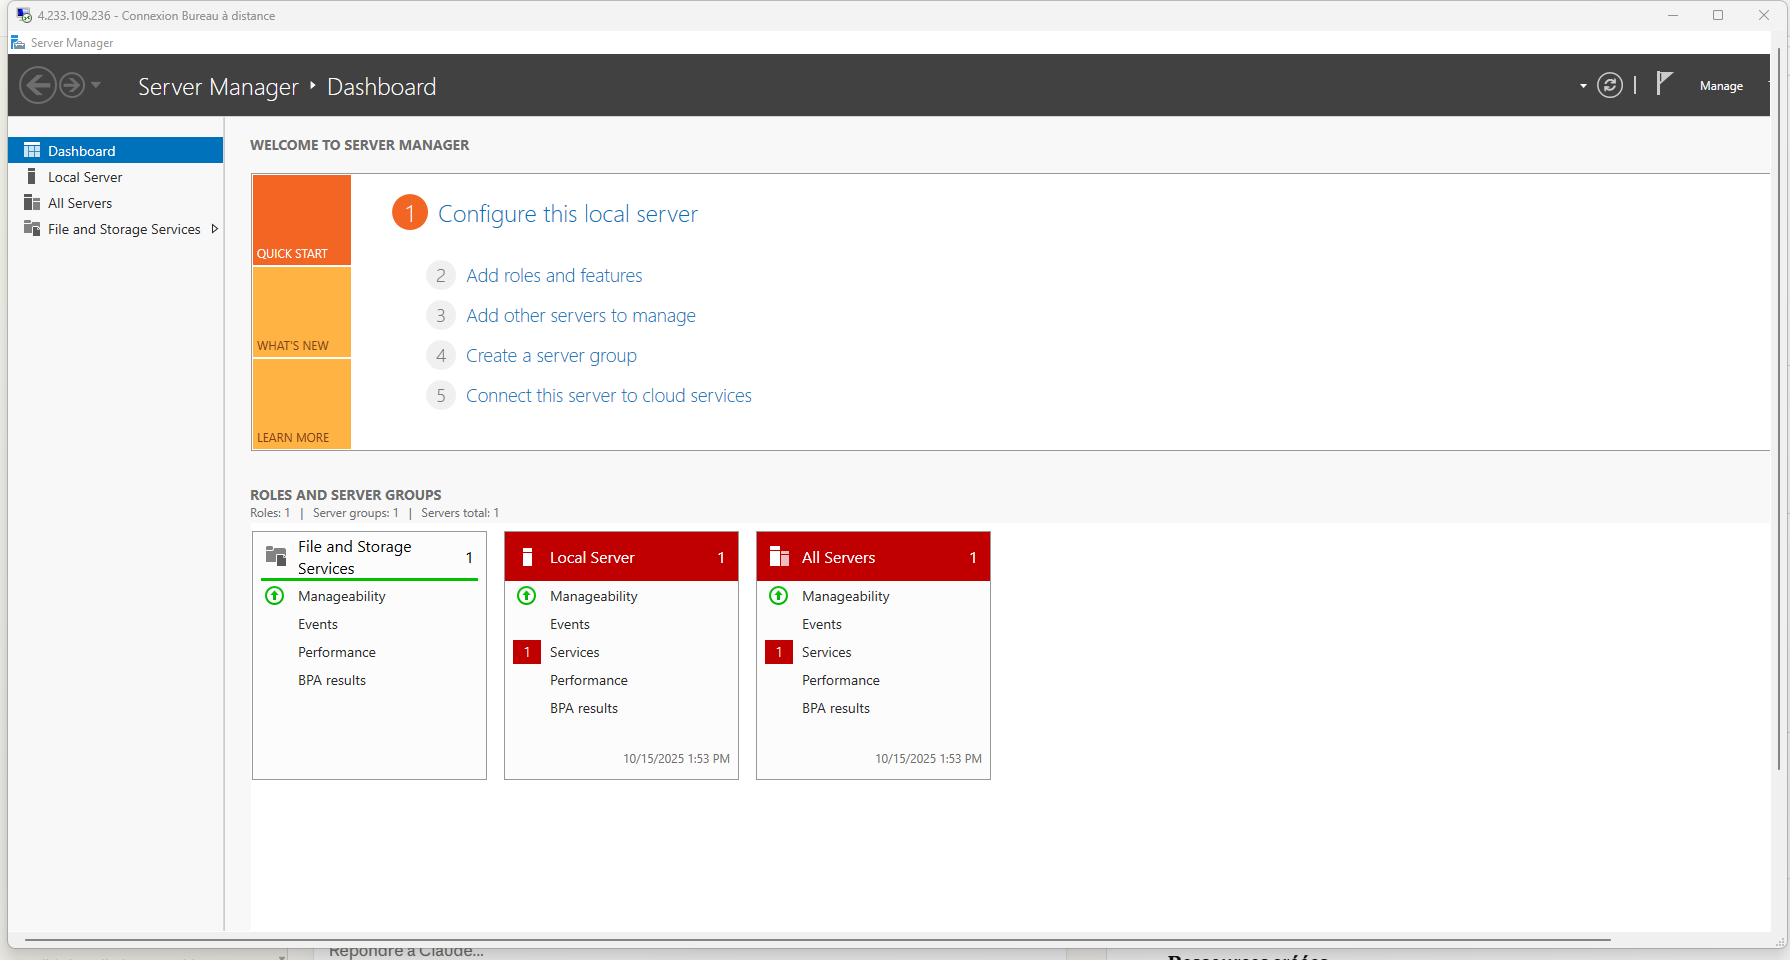 4.233.109.236 - Connexion Bureau à distance
Server Manager
Server Manager ‣ Dashboard
Manage
Dashboard
Local Server
All Servers
File and Storage Services
WELCOME TO SERVER MANAGER
QUICK START
WHAT'S NEW
LEARN MORE
1 Configure this local server
2 Add roles and features
3 Add other servers to manage
4 Create a server group
5 Connect this server to cloud services
ROLES AND SERVER GROUPS
Roles: 1 | Server groups: 1 | Servers total: 1
File and Storage
Services
1
Manageability
Events
Performance
BPA results
Local Server 1
Manageability
Events
1 Services
Performance
BPA results
10/15/2025 1:53 PM
All Servers 1
Manageability
Events
1 Services
Performance
BPA results
10/15/2025 1:53 PM
Répondre à Claude...